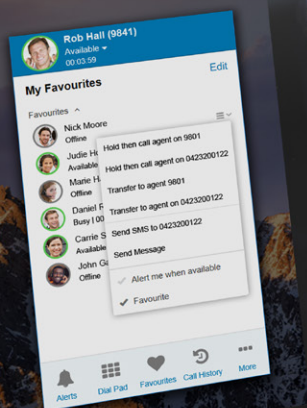 Rob Hall (9841)
Available
00:03:59
Edit
My Favourites
Favourites
Nick Moore
Offline
Judie
Available
Marie
Offline
Daniel
Busy | 00
Carrie S
Available
John
Offline
Hold then call agent on 9801
Hold then call agent on 0423200122
Transfer to agent 9801
Transfer to agent on 0423200122
Send SMS to 0423200122
Send Message
Alert me when available
Favourite
Alerts
Dial Pad
Favourites
Call History
More